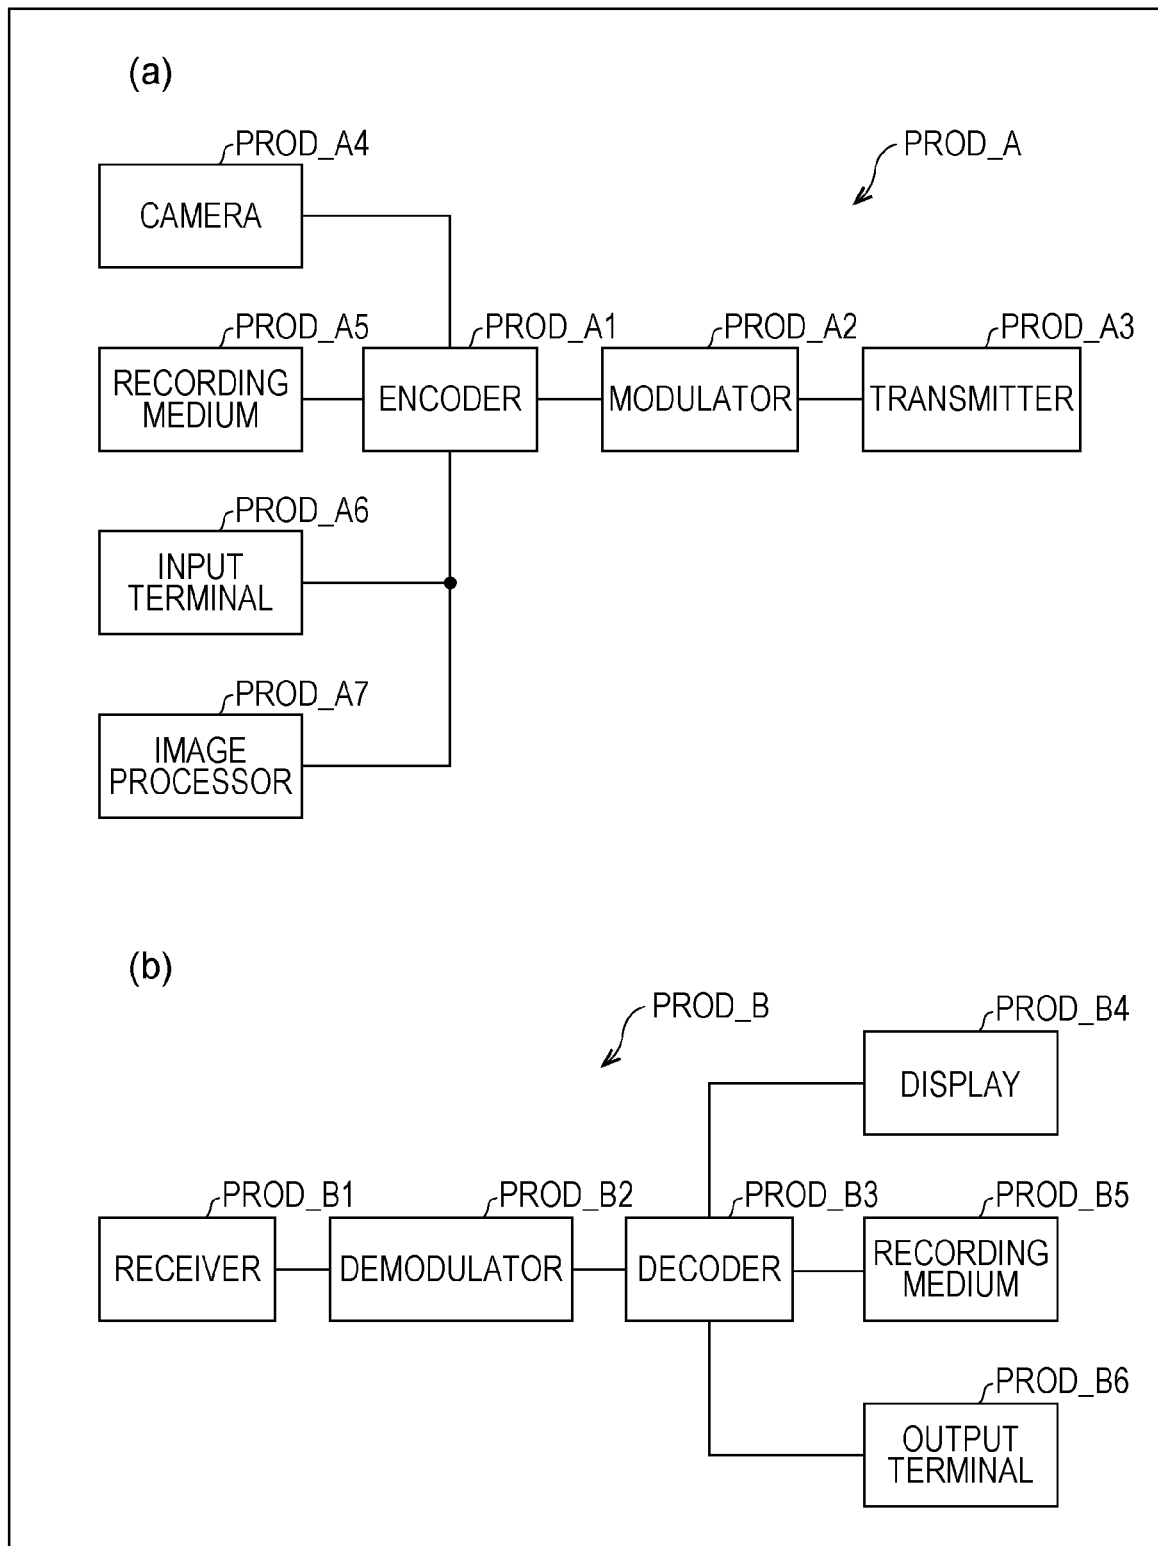 (a)
PROD_A4
PROD_A
CAMERA
PROD_A5
PROD_A1
PROD_A2
PROD_A3
RECORDING
MEDIUM
ENCODER
MODULATOR
TRANSMITTER
PROD_A6
INPUT
TERMINAL
PROD_A7
IMAGE
PROCESSOR
(b)
PROD_B
PROD_B4
DISPLAY
PROD_B1
PROD_B2
PROD_B3
PROD_B5
RECEIVER
DEMODULATOR
DECODER
RECORDING
MEDIUM
PROD_B6
OUTPUT
TERMINAL